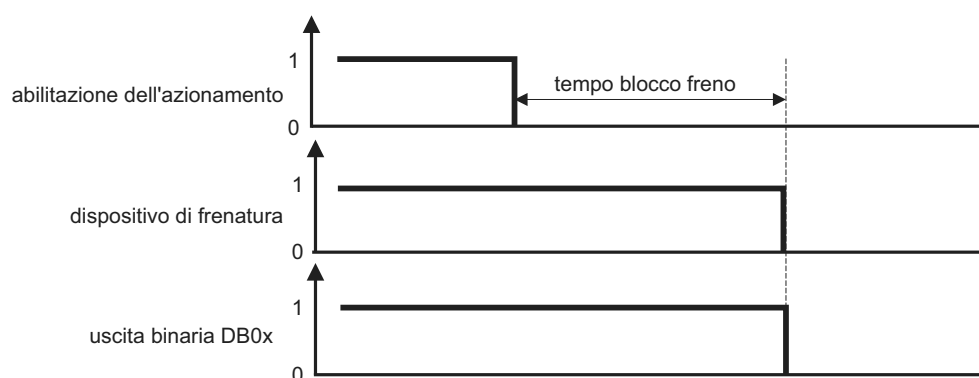 1
tempo blocco freno
abilitazione dell'azionamento
0
1
dispositivo di frenatura
0
1
uscita binaria DB0x
0